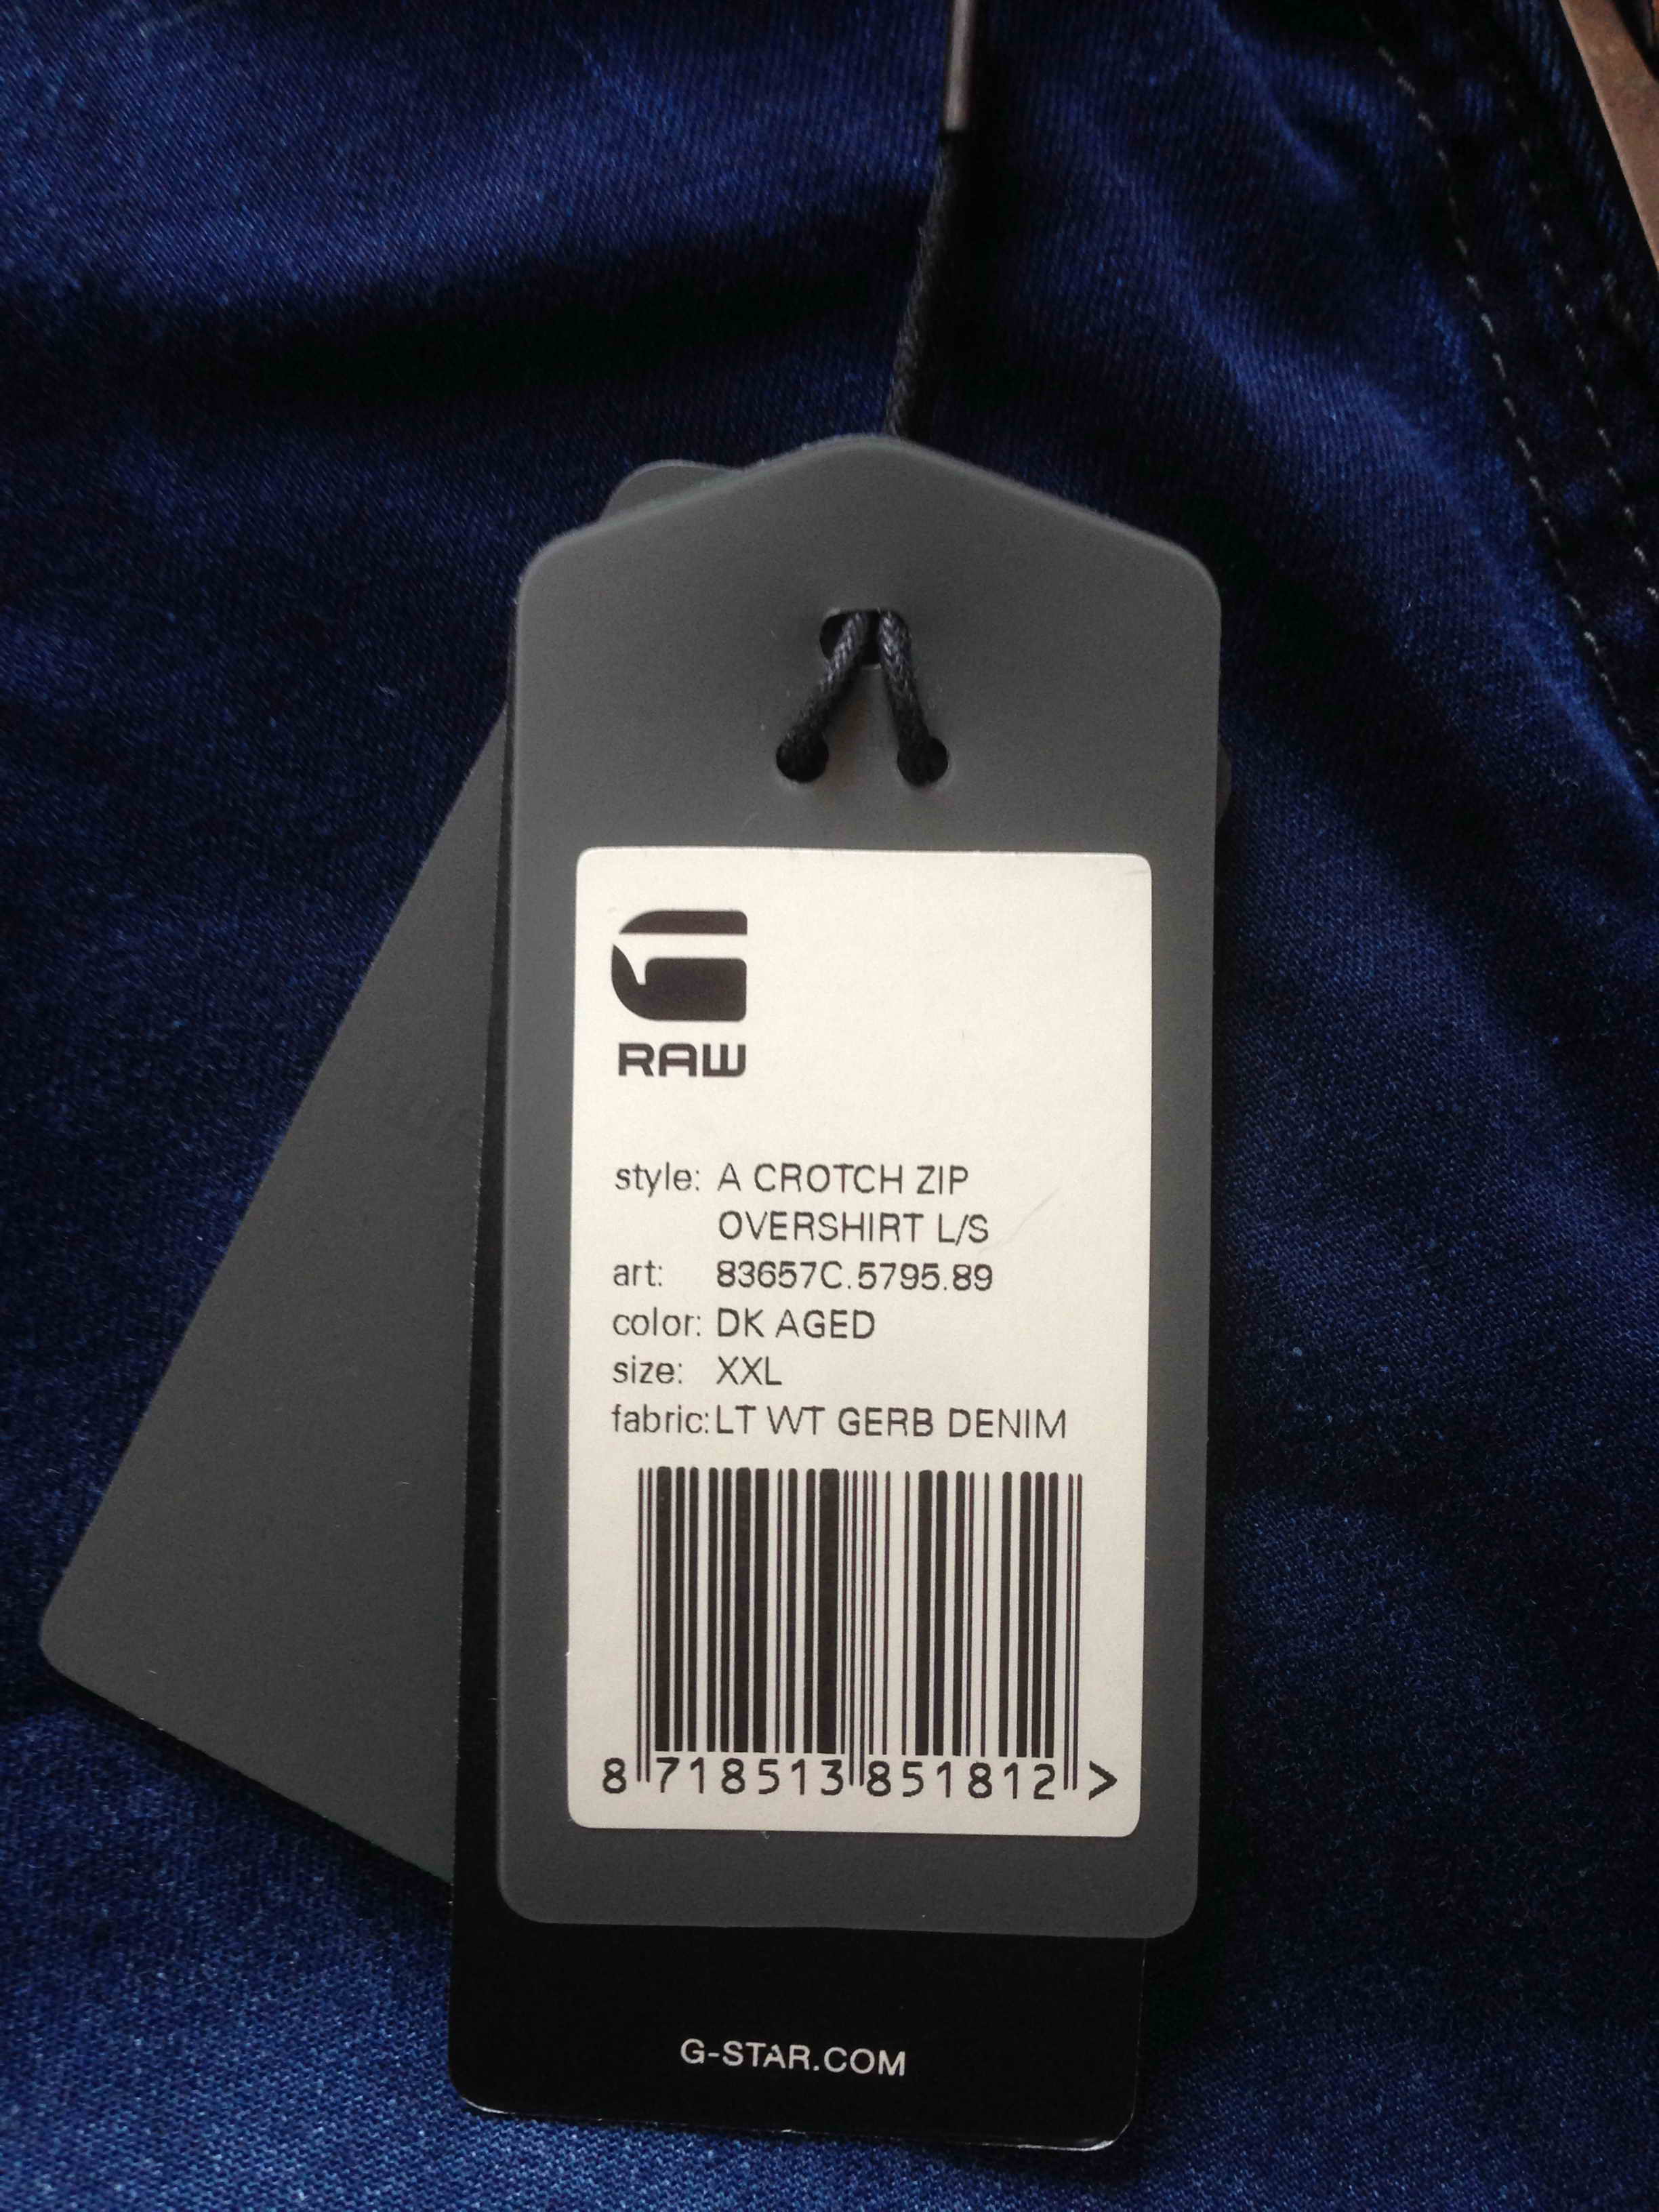 RAW
style: A CROTCH ZIP
OVERSHIRT L/S
art: 83657C.5795.89
color: DK AGED
size: XXL
fabric: LT WT GERB DENIM
8 718513 851812 >
G-STAR.COM